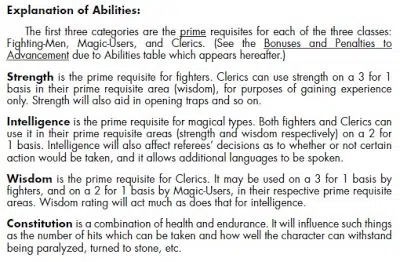 Explanation of Abilities:
The first three categories are the prime requisites for each of the three classes:
Fighting-Men, Magic-Users, and Clerics. (See the Bonuses and Penalties to
Advancement due to Abilities table which appears hereafter.)
Strength is the prime requisite for fighters. Clerics can use strength on a 3 for 1
basis in their prime requisite area (wisdom), for purposes of gaining experience
only. Strength will also aid in opening traps and so on.
Intelligence is the prime requisite for magical types. Both fighters and Clerics can
use it in their prime requisite areas (strength and wisdom respectively) on a 2 for
1 basis. Intelligence will also affect referees' decisions as to whether or not certain
action would be taken, and it allows additional languages to be spoken.
Wisdom is the prime requisite for Clerics. It may be used on a 3 for 1 basis by
fighters, and on a 2 for 1 basis by Magic-Users, in their respective prime requisite
areas. Wisdom rating will act much as does that for intelligence.
Constitution is a combination of health and endurance. It will influence such things
as the number of hits which can be taken and how well the character can withstand
being paralyzed, turned to stone, etc.